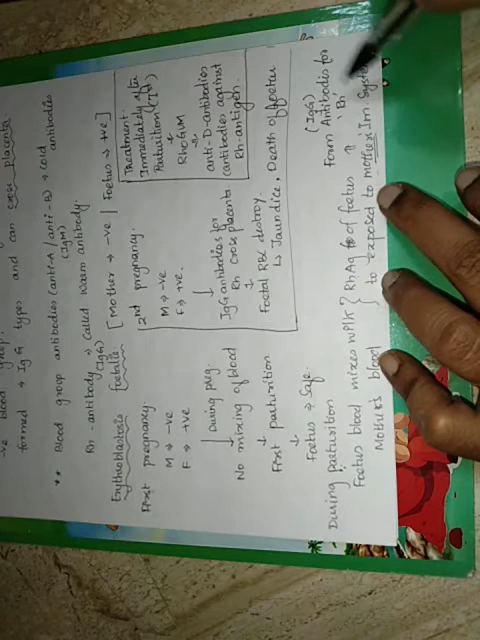 -ve blood group.
formed → IgG types and can cross placenta
** Blood group antibodies (anti-A / anti-B) → cold antibodies
(IgM)
Rh-antibody → Called warm antibody.
(IgG)
Erythroblastosis foetalis [Mother → -ve | Foetus → +ve]
First pregnancy.
M → -ve
F → +ve
During preg.
↓
No mixing of blood
↓
First parturition
↓
Foetus → Safe.
2nd pregnancy.
M → -ve
F → +ve.
↓
IgG antibodies for
Rh cross placenta
↓
Foetal RBC destroy.
↳ Jaundice. Death of foetus
Treatment:
Immediately after
Parturition (1st)
↓
RhoGAM
anti-D-antibodies
(antibodies against
Rh-antigen.
During parturition
Foetus blood mixes with } RhAg of foetus
Mother's blood to exposed to mother's Im. System
(IgG)
Form Antibodies for
'Rh'